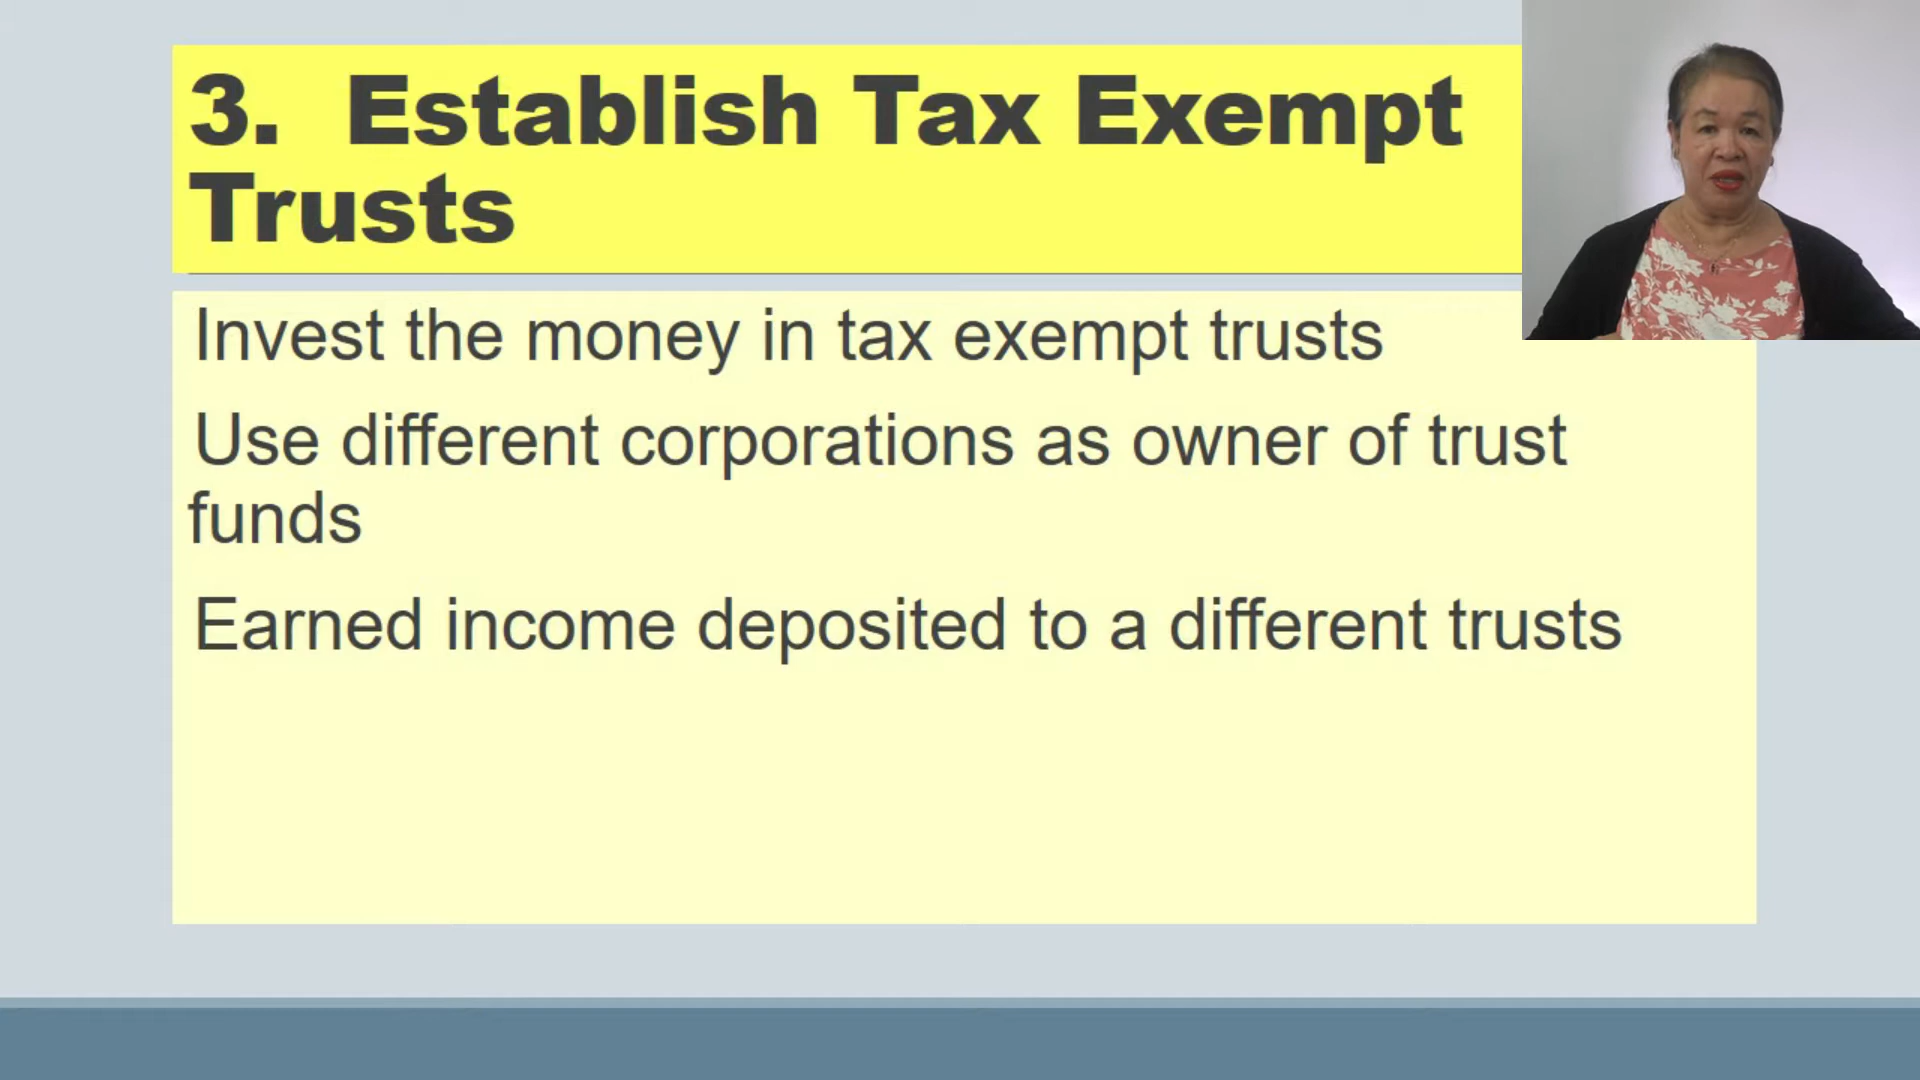 3. Establish Tax Exempt
Trusts
Invest the money in tax exempt trusts
Use different corporations as owner of trust
funds
Earned income deposited to a different trusts